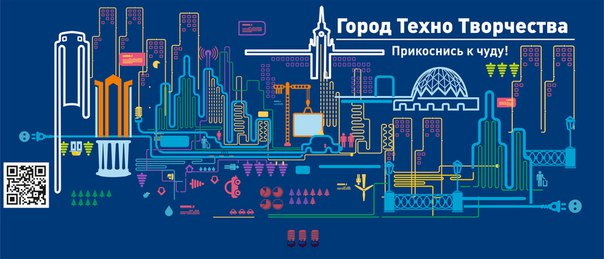 Город Техно Творчества
Прикоснись к чуду!